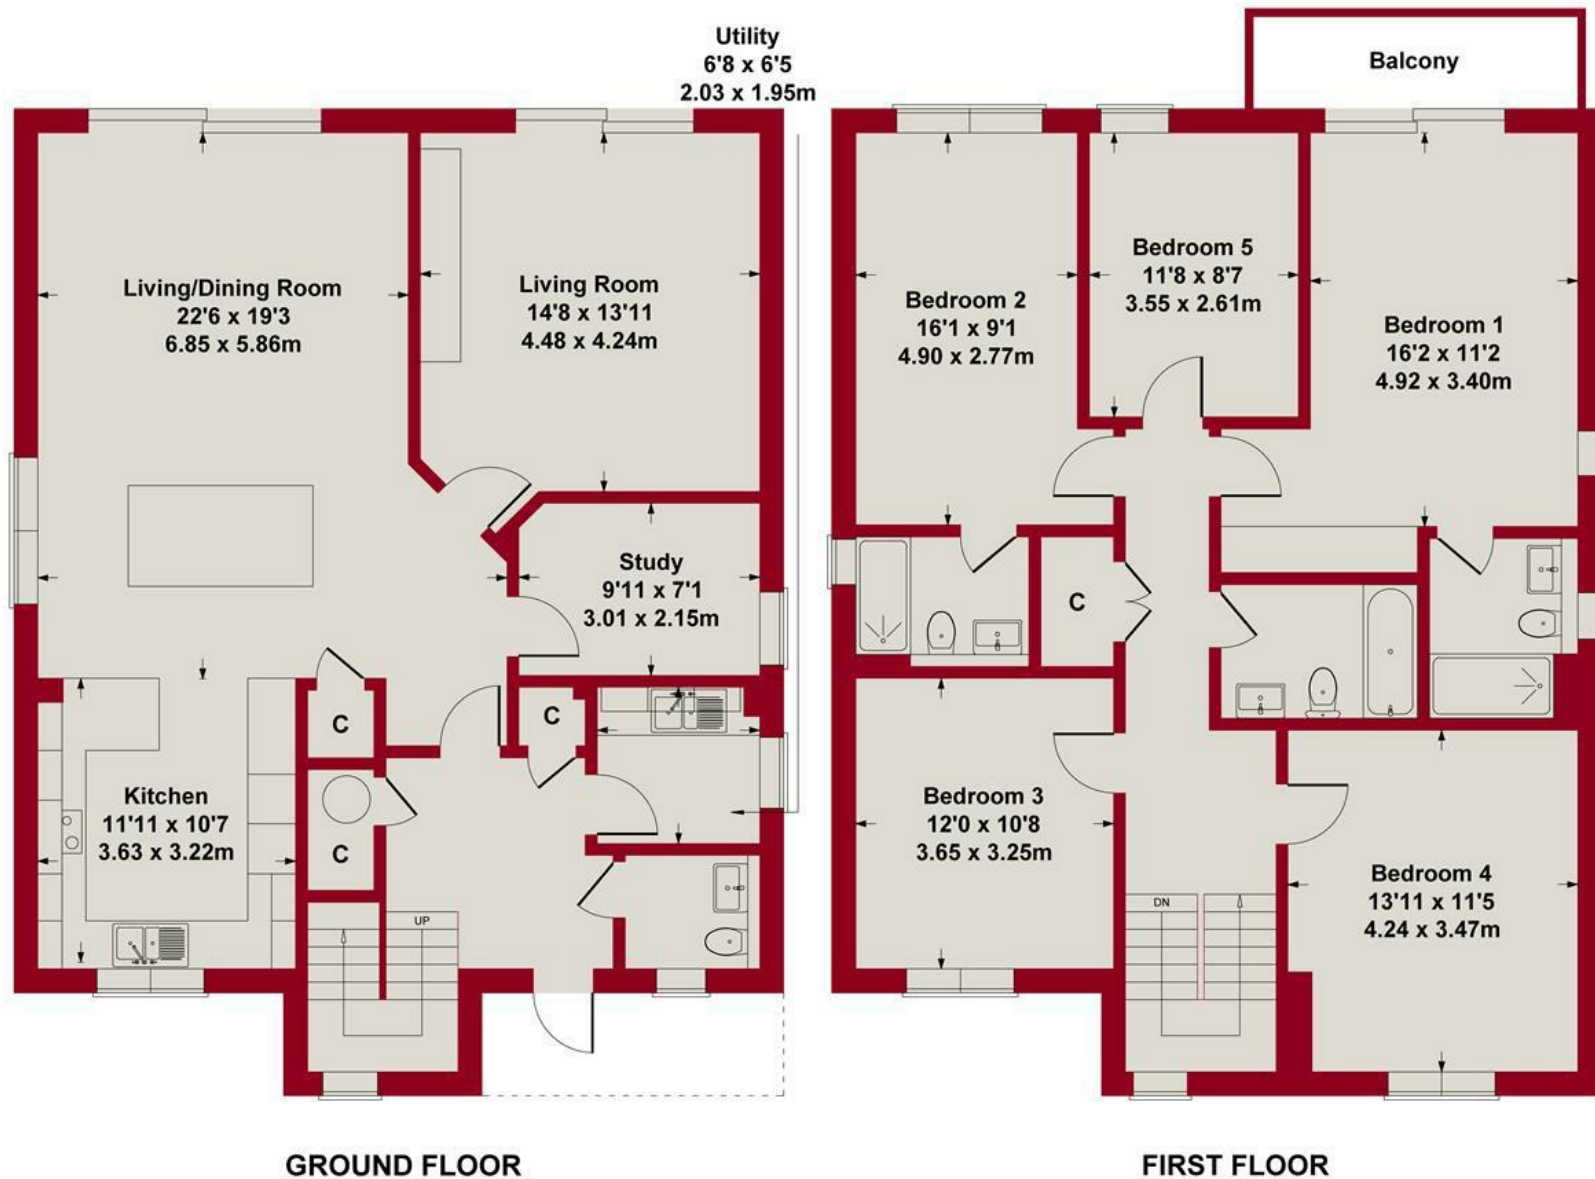 Utility
6'8 x 6'5
2.03 x 1.95m
Living/Dining Room
22'6 x 19'3
6.85 x 5.86m
Living Room
14'8 x 13'11
4.48 x 4.24m
Study
9'11 x 7'1
3.01 x 2.15m
C
C
C
Kitchen
11'11 x 10'7
3.63 x 3.22m
UP
GROUND FLOOR
Balcony
Bedroom 2
16'1 x 9'1
4.90 x 2.77m
Bedroom 5
11'8 x 8'7
3.55 x 2.61m
Bedroom 1
16'2 x 11'2
4.92 x 3.40m
C
Bedroom 3
12'0 x 10'8
3.65 x 3.25m
Bedroom 4
13'11 x 11'5
4.24 x 3.47m
DN
FIRST FLOOR